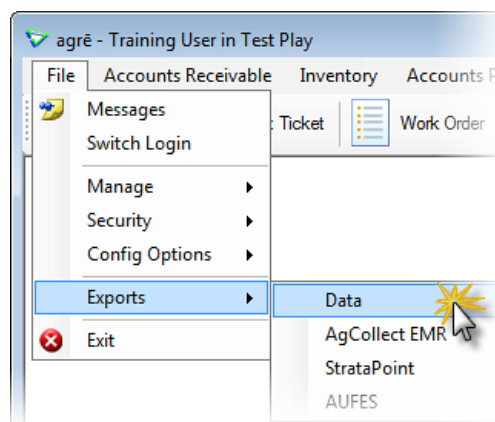 agrē - Training User in Test Play
File Accounts Receivable Inventory Accounts
Messages
Switch Login
Ticket Work Order
Manage
Security
Config Options
Exports
Exit
Data
AgCollect EMR
StrataPoint
AUFES